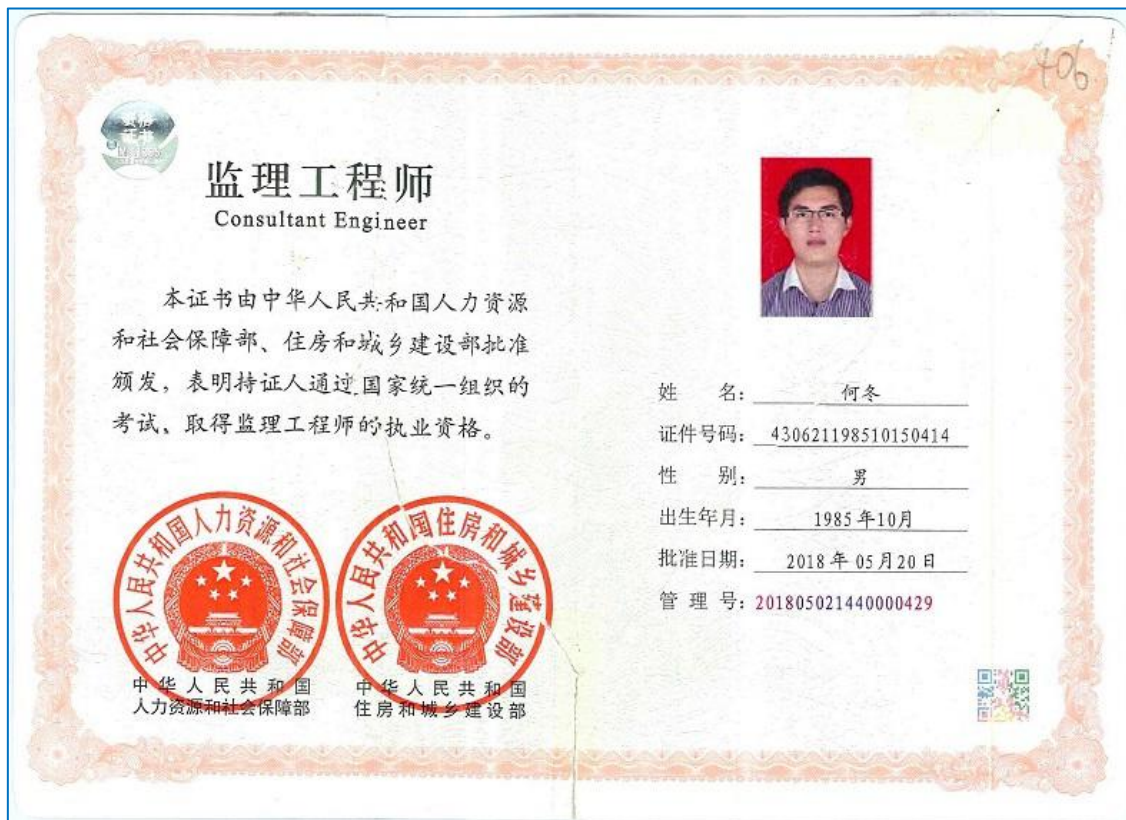 406
监理工程师
Consultant Engineer
本证书由中华人民共和国人力资源
和社会保障部、住房和城乡建设部批准
颁发，表明持证人通过国家统一组织的
考试、取得监理工程师的执业资格。
姓 名： 何冬
证件号码： 430621198510150414
性 别： 男
出生年月： 1985年10月
批准日期： 2018年05月20日
管理号： 201805021440000429
中华人民共和国人力资源和社会保障部
中华人民共和国住房和城乡建设部
中华人民共和国
人力资源和社会保障部
中华人民共和国
住房和城乡建设部